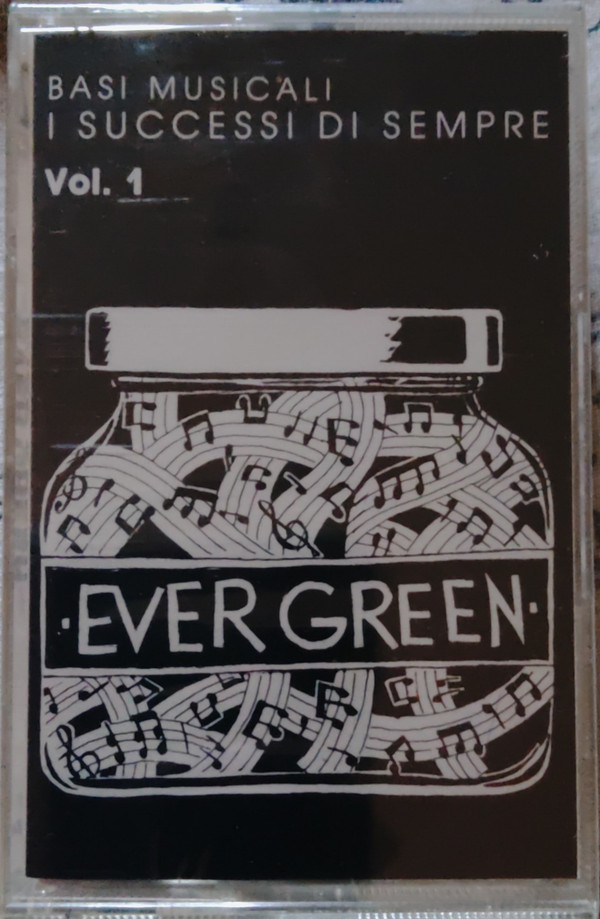 BASI MUSICALI
I SUCCESSI DI SEMPRE
Vol. 1
·EVER GREEN·